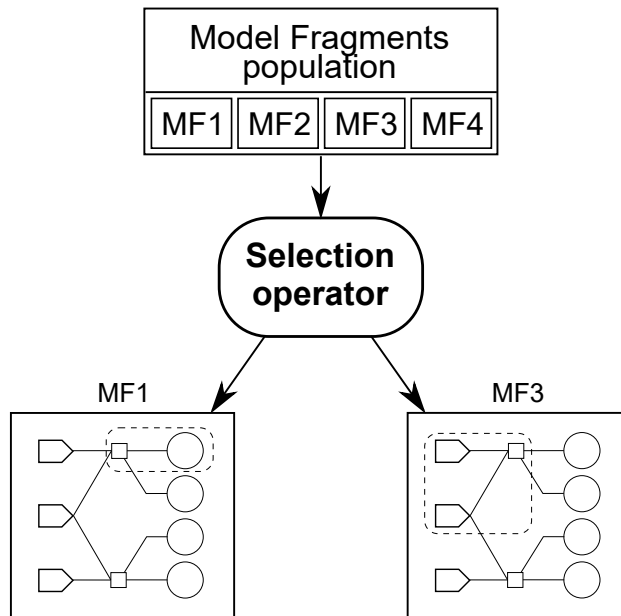 Model Fragments
population
MF1 MF2 MF3 MF4
Selection
operator
MF1 MF3